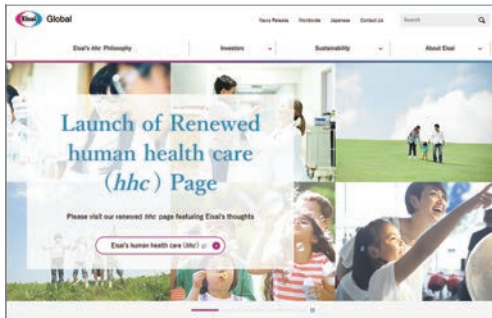 Eisai Global
News Release Worldwide Japanese Contact Us Search
Eisai's hhc Philosophy Investors Sustainability About Eisai
Launch of Renewed
human health care
(hhc) Page
Please visit our renewed hhc page featuring Eisai's thoughts
Eisai's human health care (hhc)